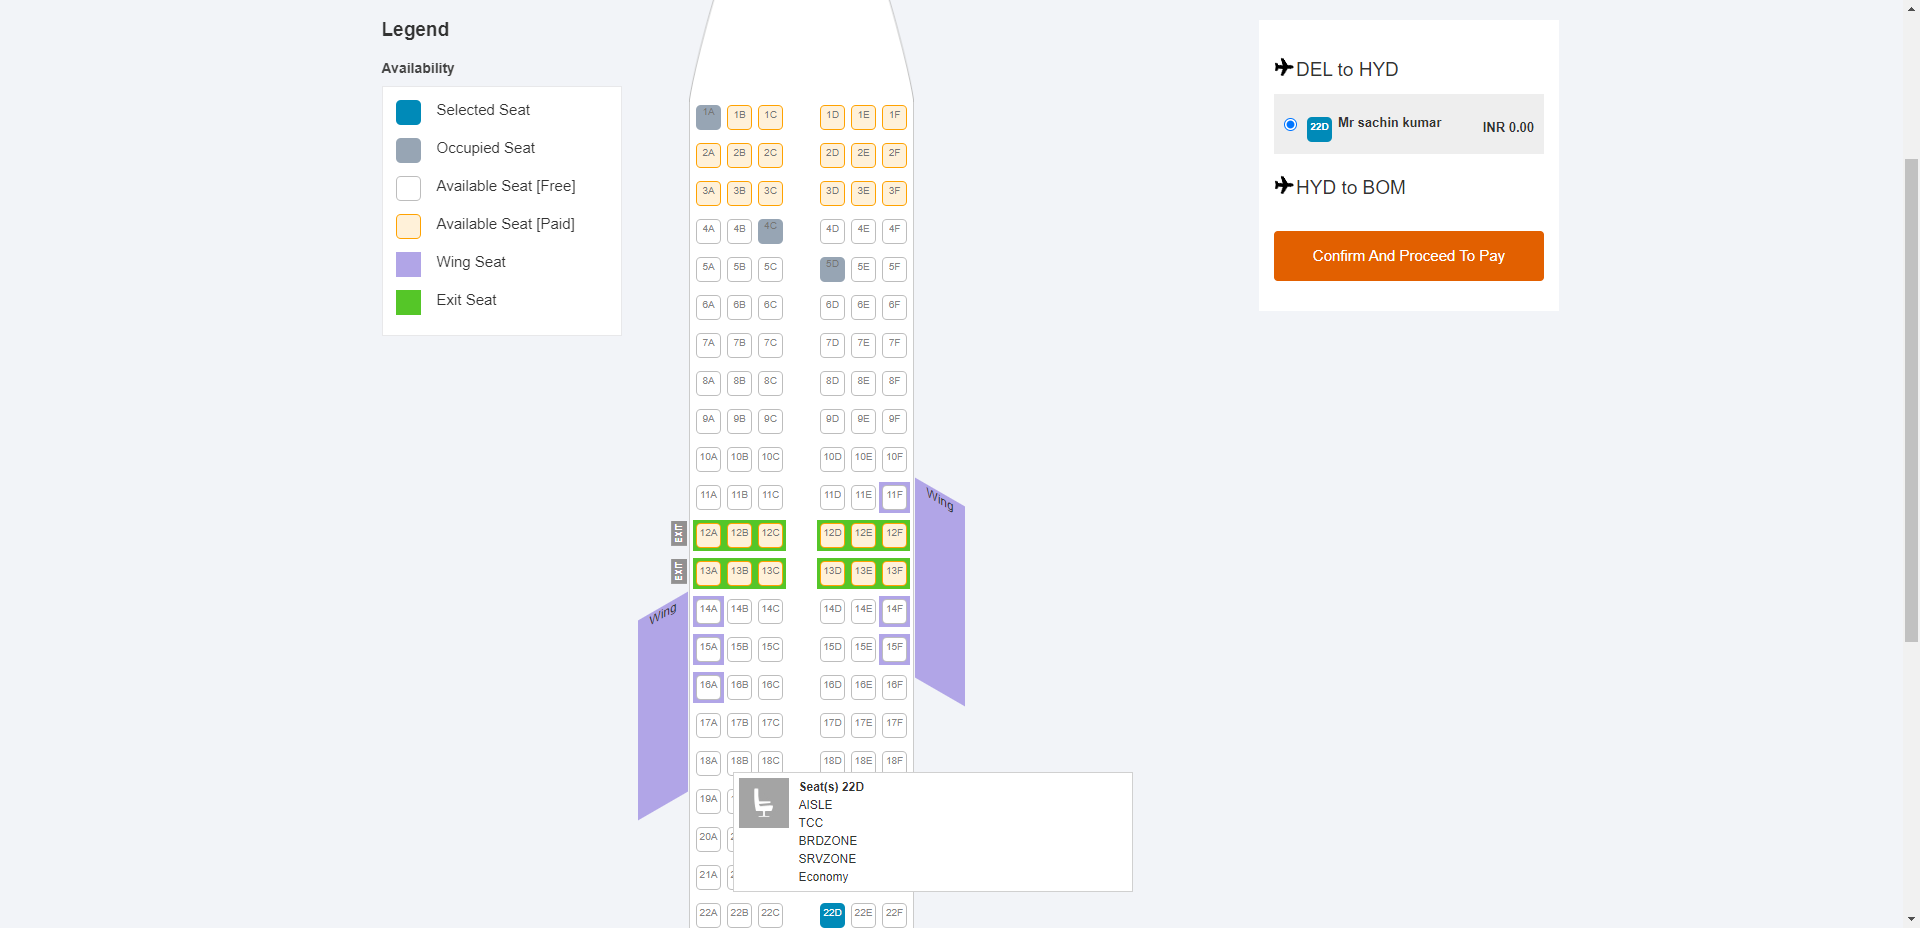 Legend
Availability
Selected Seat
Occupied Seat
Available Seat [Free]
Available Seat [Paid]
Wing Seat
Exit Seat
1A 1B 1C 1D 1E 1F
2A 2B 2C 2D 2E 2F
3A 3B 3C 3D 3E 3F
4A 4B 4C 4D 4E 4F
5A 5B 5C 5D 5E 5F
6A 6B 6C 6D 6E 6F
7A 7B 7C 7D 7E 7F
8A 8B 8C 8D 8E 8F
9A 9B 9C 9D 9E 9F
10A 10B 10C 10D 10E 10F
11A 11B 11C 11D 11E 11F Wing
EXIT 12A 12B 12C 12D 12E 12F
EXIT 13A 13B 13C 13D 13E 13F
Wing 14A 14B 14C 14D 14E 14F
15A 15B 15C 15D 15E 15F
16A 16B 16C 16D 16E 16F
17A 17B 17C 17D 17E 17F
18A 18B 18C 18D 18E 18F
19A
20A
21A
Seat(s) 22D
AISLE
TCC
BRDZONE
SRVZONE
Economy
22A 22B 22C 22D 22E 22F
DEL to HYD
22D Mr sachin kumar INR 0.00
HYD to BOM
Confirm And Proceed To Pay